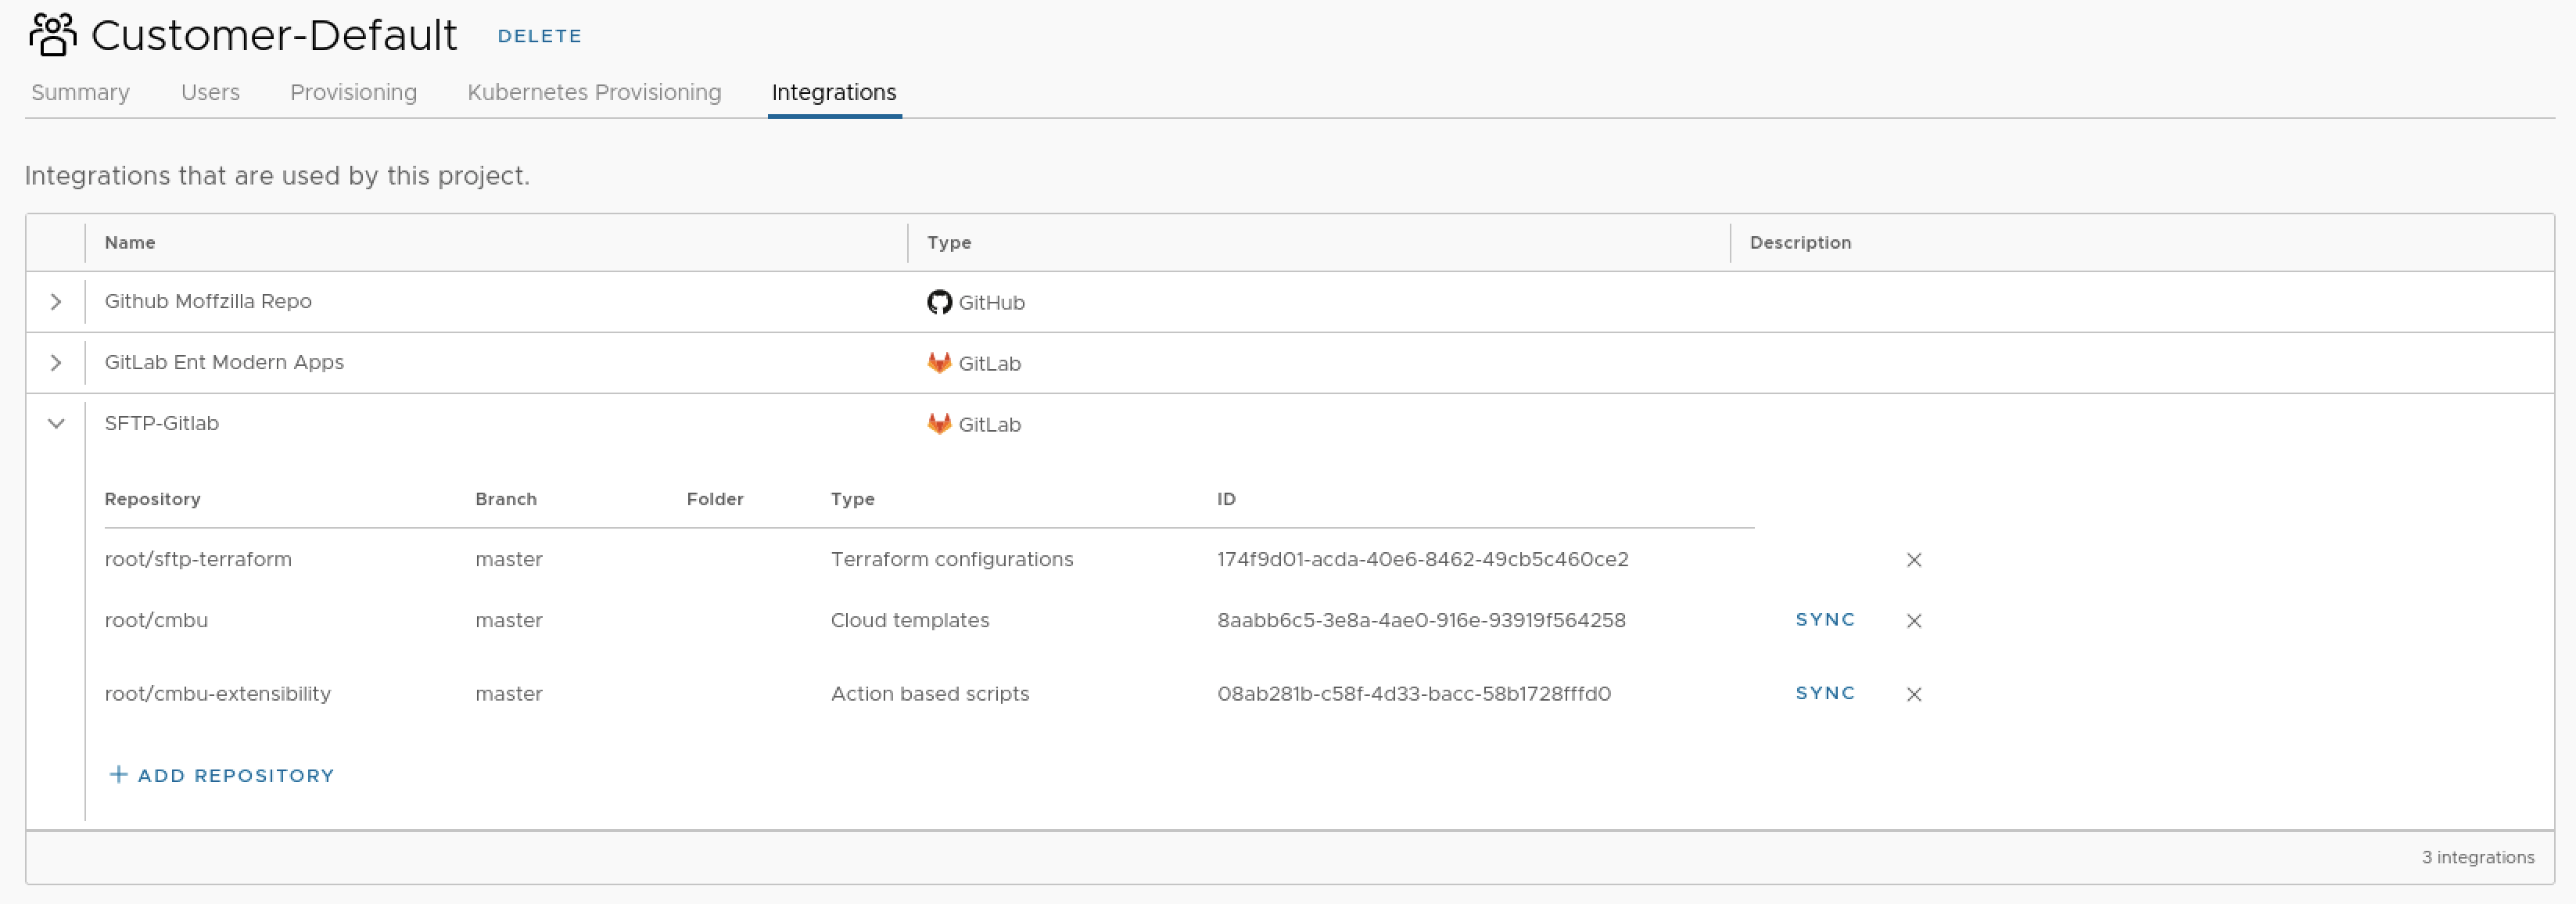 Customer-Default DELETE
Summary Users Provisioning Kubernetes Provisioning Integrations
Integrations that are used by this project.
Name Type Description
Github Moffzilla Repo GitHub
GitLab Ent Modern Apps GitLab
SFTP-Gitlab GitLab
Repository Branch Folder Type ID
root/sftp-terraform master Terraform configurations 174f9d01-acda-40e6-8462-49cb5c460ce2
root/cmbu master Cloud templates 8aabb6c5-3e8a-4ae0-916e-93919f564258 SYNC
root/cmbu-extensibility master Action based scripts 08ab281b-c58f-4d33-bacc-58b1728fffd0 SYNC
+ ADD REPOSITORY
3 integrations